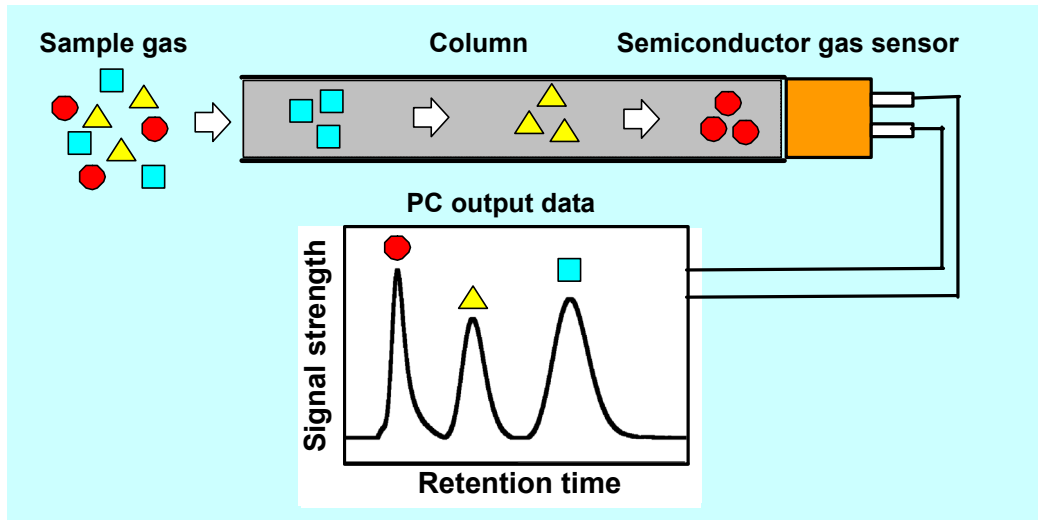 Sample gas
Column
Semiconductor gas sensor
PC output data
Signal strength
Retention time